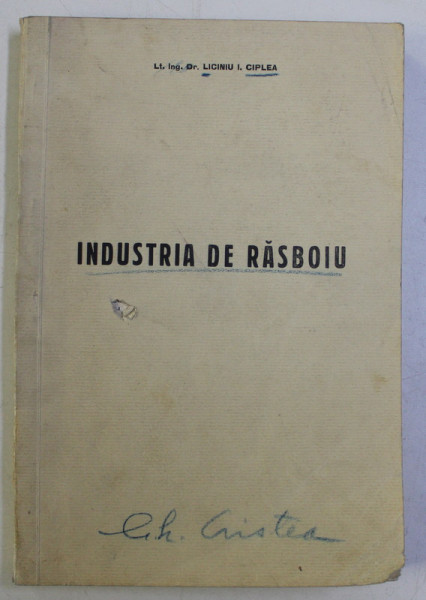 Lt. Ing. Dr. LICINIU I. CIPLEA
INDUSTRIA DE RĂSBOIU
Gh. Cristea